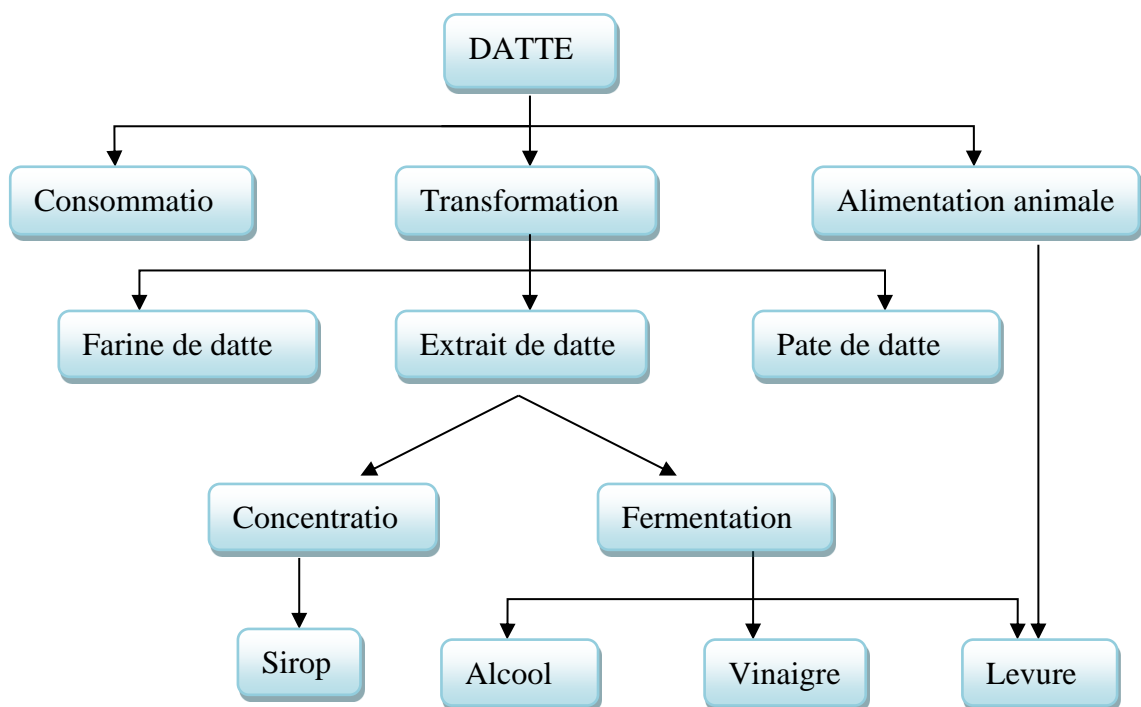 DATTE
Consommatio
Transformation
Alimentation animale
Farine de datte
Extrait de datte
Pate de datte
Concentratio
Fermentation
Sirop
Alcool
Vinaigre
Levure